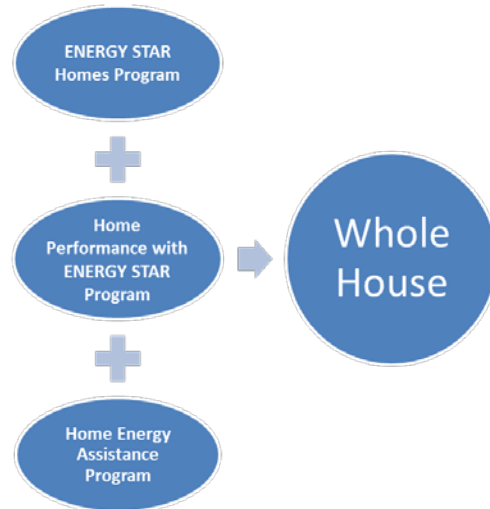 ENERGY STAR
Homes Program
Home
Performance with
ENERGY STAR
Program
Whole
House
Home Energy
Assistance
Program